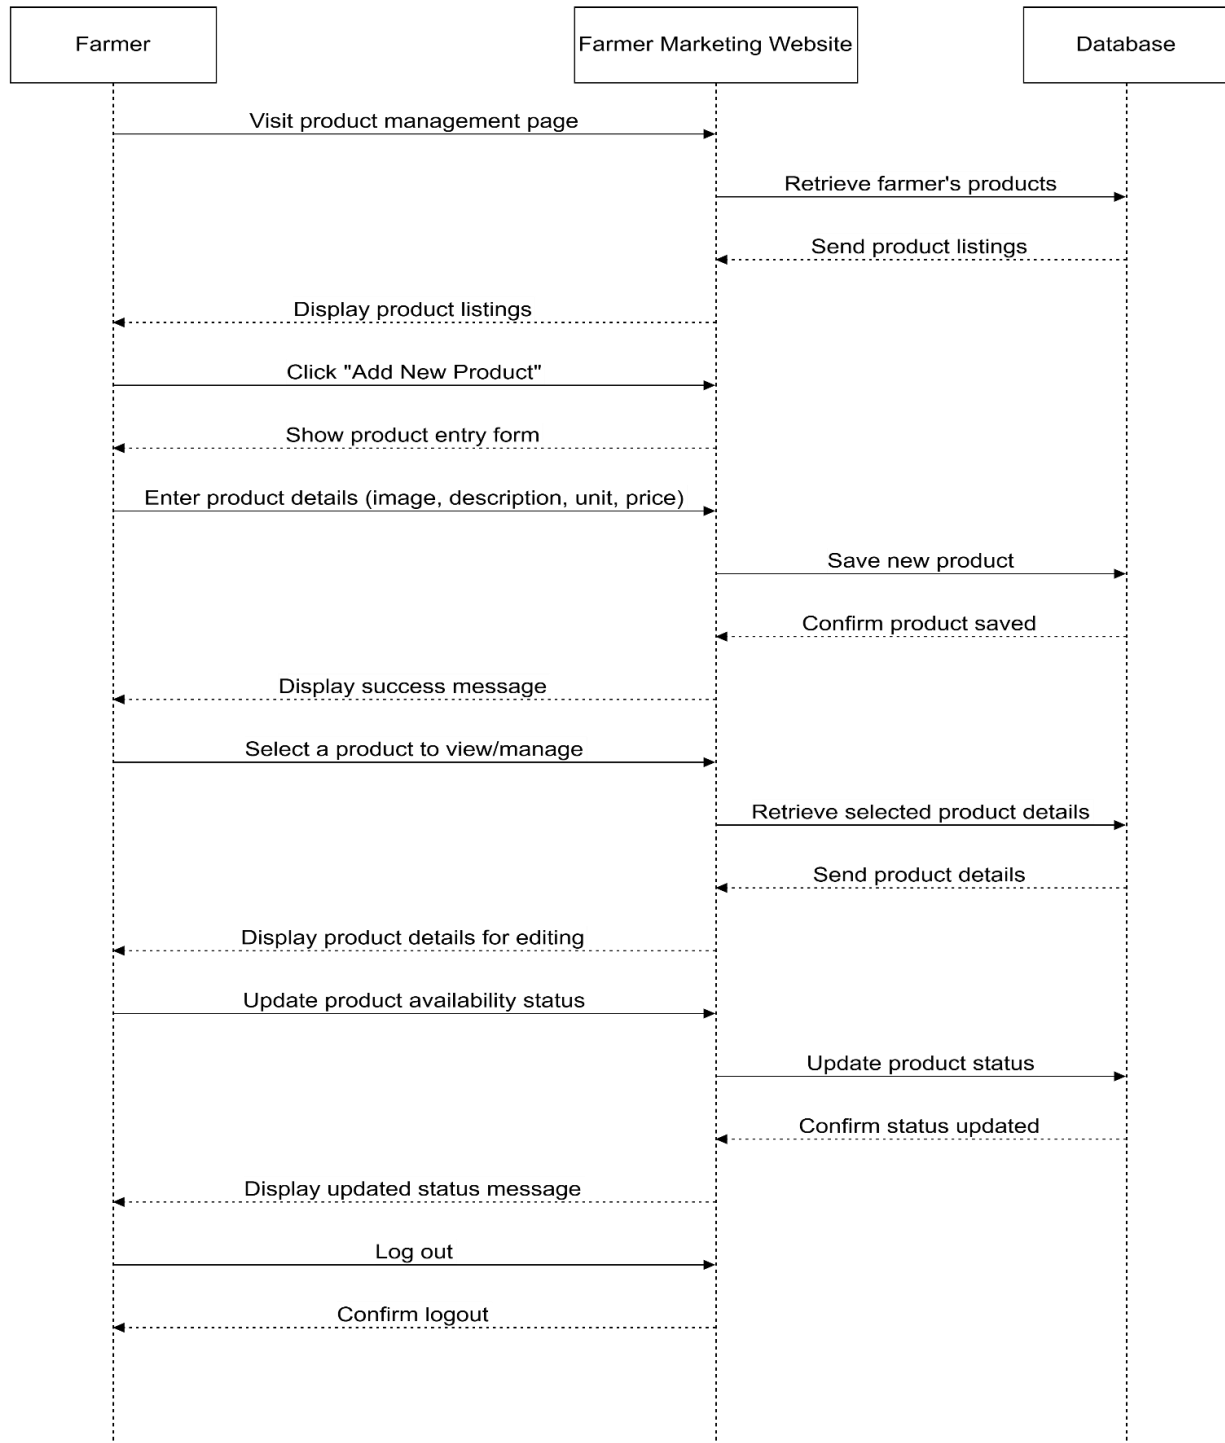 Farmer
Farmer Marketing Website
Database
Visit product management page
Retrieve farmer's products
Send product listings
Display product listings
Click "Add New Product"
Show product entry form
Enter product details (image, description, unit, price)
Save new product
Confirm product saved
Display success message
Select a product to view/manage
Retrieve selected product details
Send product details
Display product details for editing
Update product availability status
Update product status
Confirm status updated
Display updated status message
Log out
Confirm logout